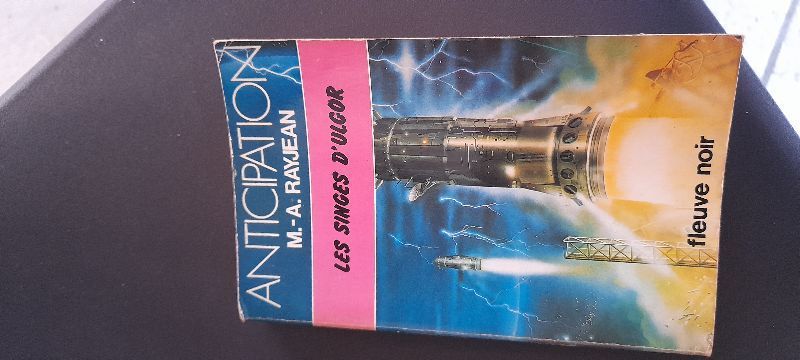 ANTICIPATION
M.-A. RAYJEAN
LES SINGES D'ULGOR
fleuve noir